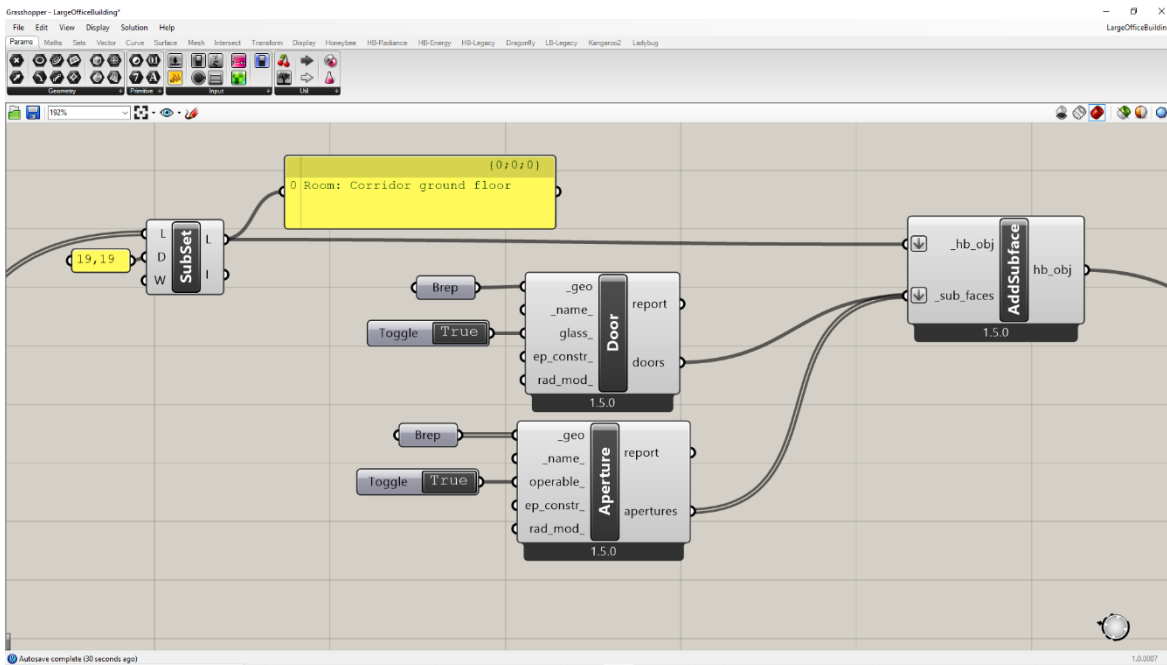 Grasshopper - LargeOfficeBuilding*
File Edit View Display Solution Help
LargeOfficeBuildin
Params Maths Sets Vector Curve Surface Mesh Intersect Transform Display Honeybee HB-Radiance HB-Energy HB-Legacy Dragonfly LB-Legacy Kangaroo2 Ladybug
Geometry Primitive Input Util
192%
{0;0;0}
0 Room: Corridor ground floor
L
D
W
SubSet
L
I
19,19
Brep
_geo
_name_
glass_
ep_constr_
rad_mod_
Door
report
doors
1.5.0
Toggle True
Brep
_geo
_name_
operable_
ep_constr_
rad_mod_
Aperture
report
apertures
1.5.0
Toggle True
_hb_obj
_sub_faces
AddSubface
hb_obj
1.5.0
Autosave complete (30 seconds ago)
1.0.0007